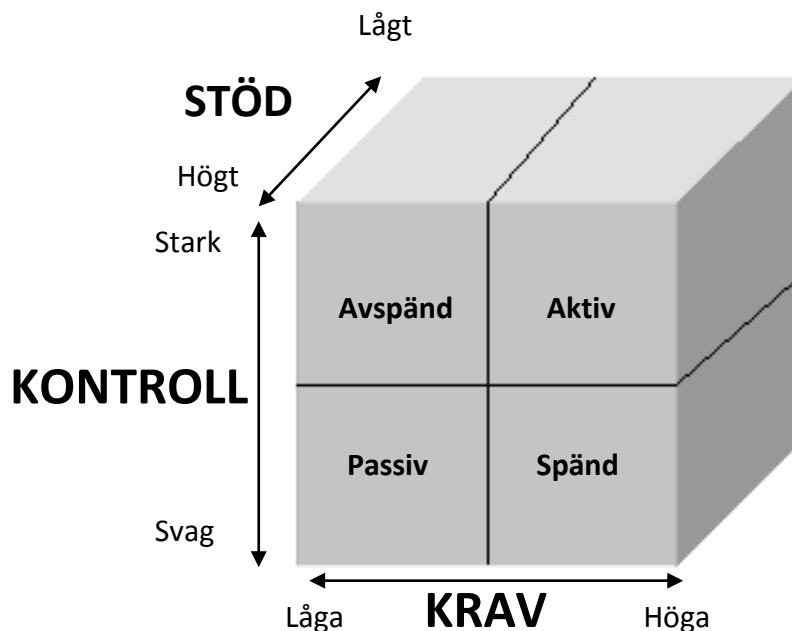 Lågt
STÖD
Högt
Stark
Avspänd Aktiv
KONTROLL
Passiv Spänd
Svag
Låga KRAV Höga